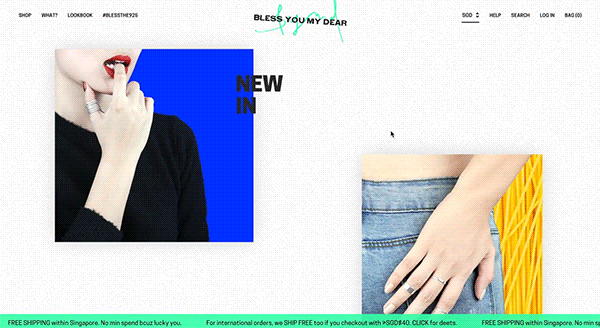 SHOP WHAT? LOOKBOOK #BLESSTHE925
BLESS YOU MY DEAR
SGD HELP SEARCH LOG IN BAG (0)
NEW
IN
FREE SHIPPING within Singapore. No min spend bcuz lucky you. For international orders, we SHIP FREE too if you checkout with >SGD$40. CLICK for deets. FREE SHIPPING within Singapore. No min spend